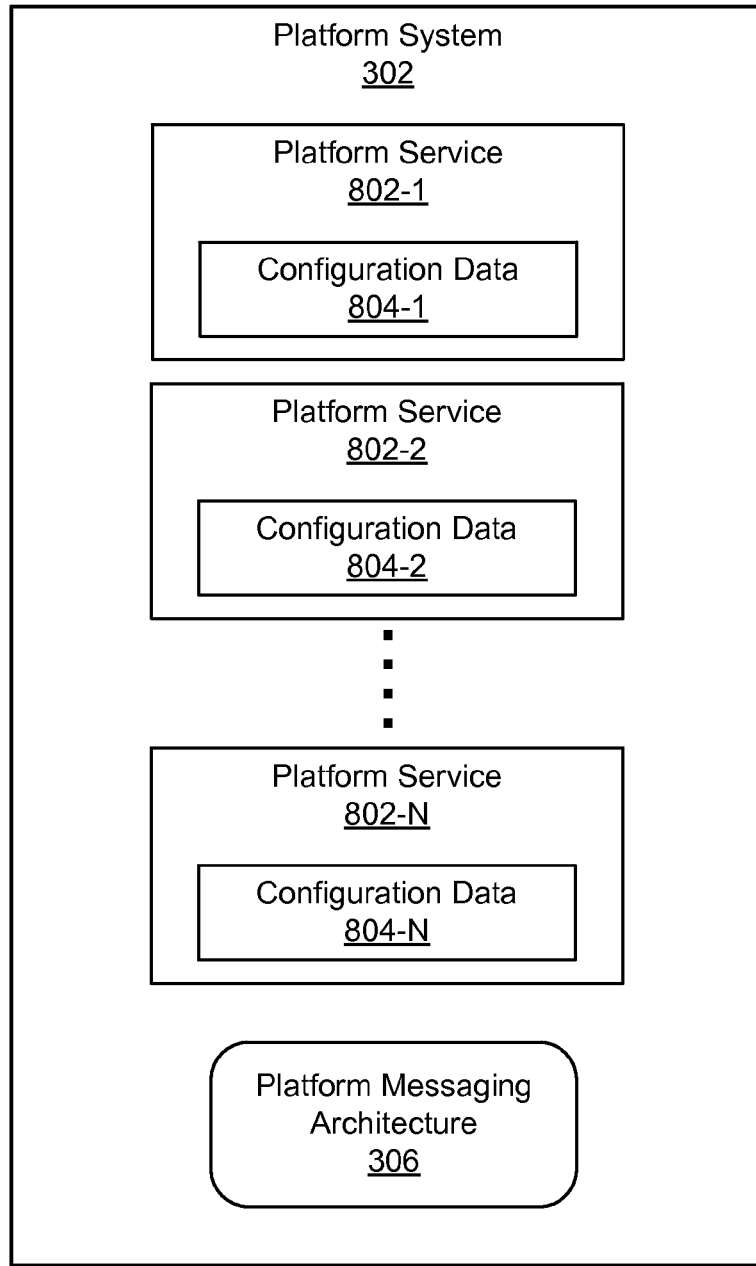 Platform System
302
Platform Service
802-1
Configuration Data
804-1
Platform Service
802-2
Configuration Data
804-2
Platform Service
802-N
Configuration Data
804-N
Platform Messaging
Architecture
306